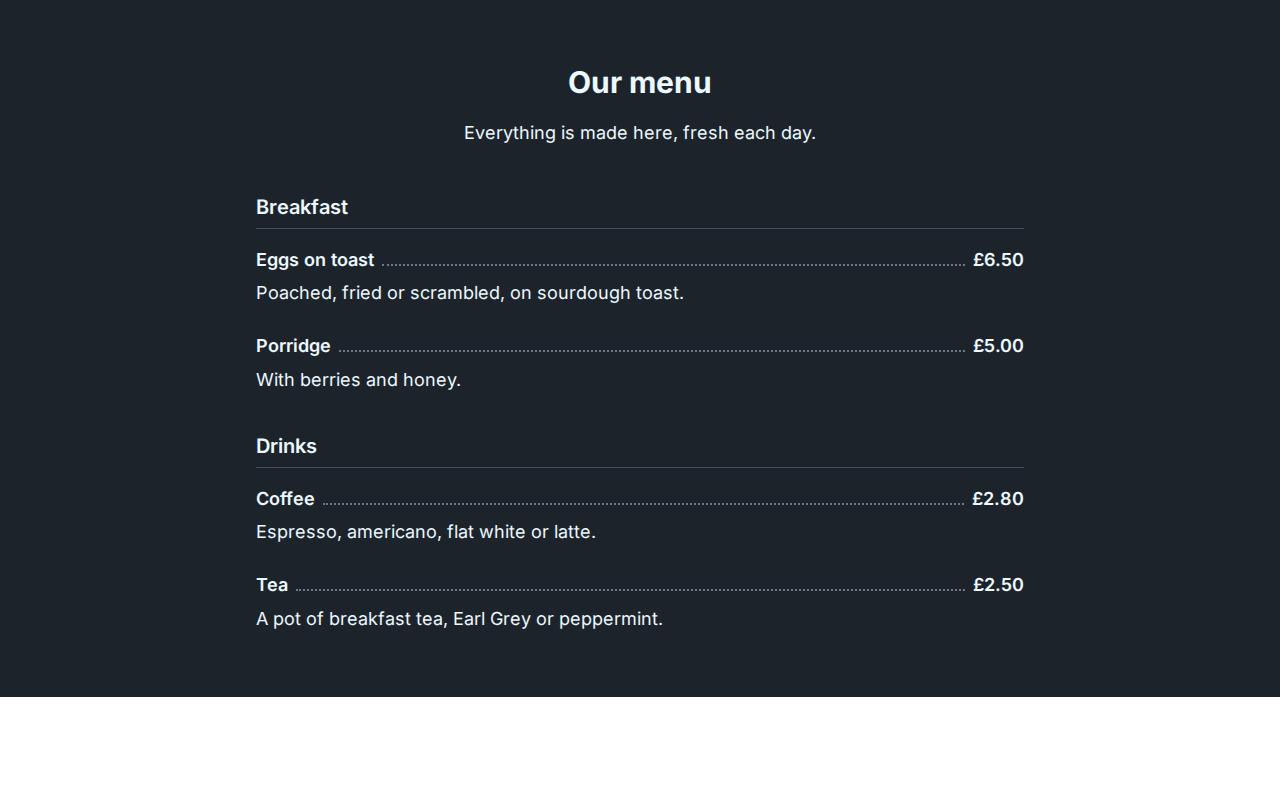 Our menu
Everything is made here, fresh each day.
Breakfast
Eggs on toast £6.50
Poached, fried or scrambled, on sourdough toast.
Porridge £5.00
With berries and honey.
Drinks
Coffee £2.80
Espresso, americano, flat white or latte.
Tea £2.50
A pot of breakfast tea, Earl Grey or peppermint.